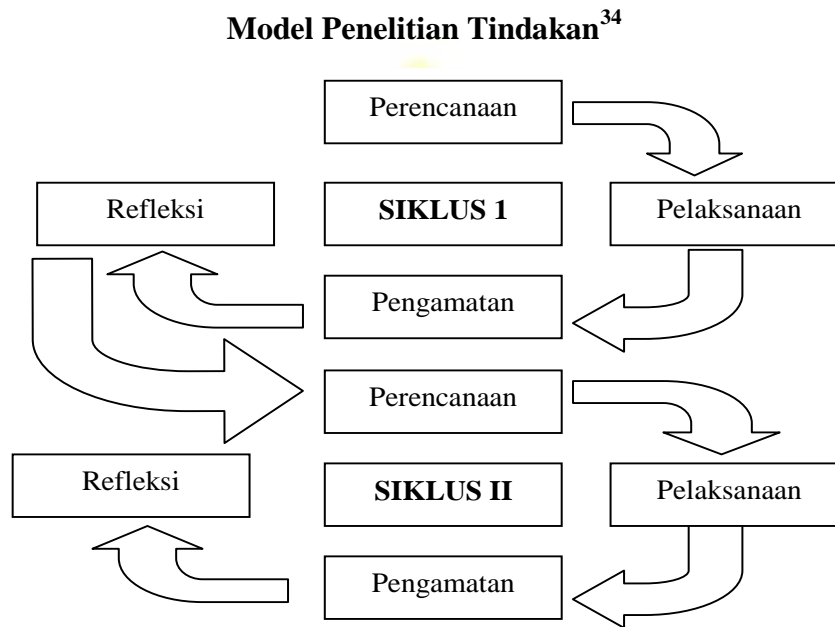 Model Penelitian Tindakan34
Perencanaan
Refleksi
SIKLUS 1
Pelaksanaan
Pengamatan
Perencanaan
Refleksi
SIKLUS II
Pelaksanaan
Pengamatan